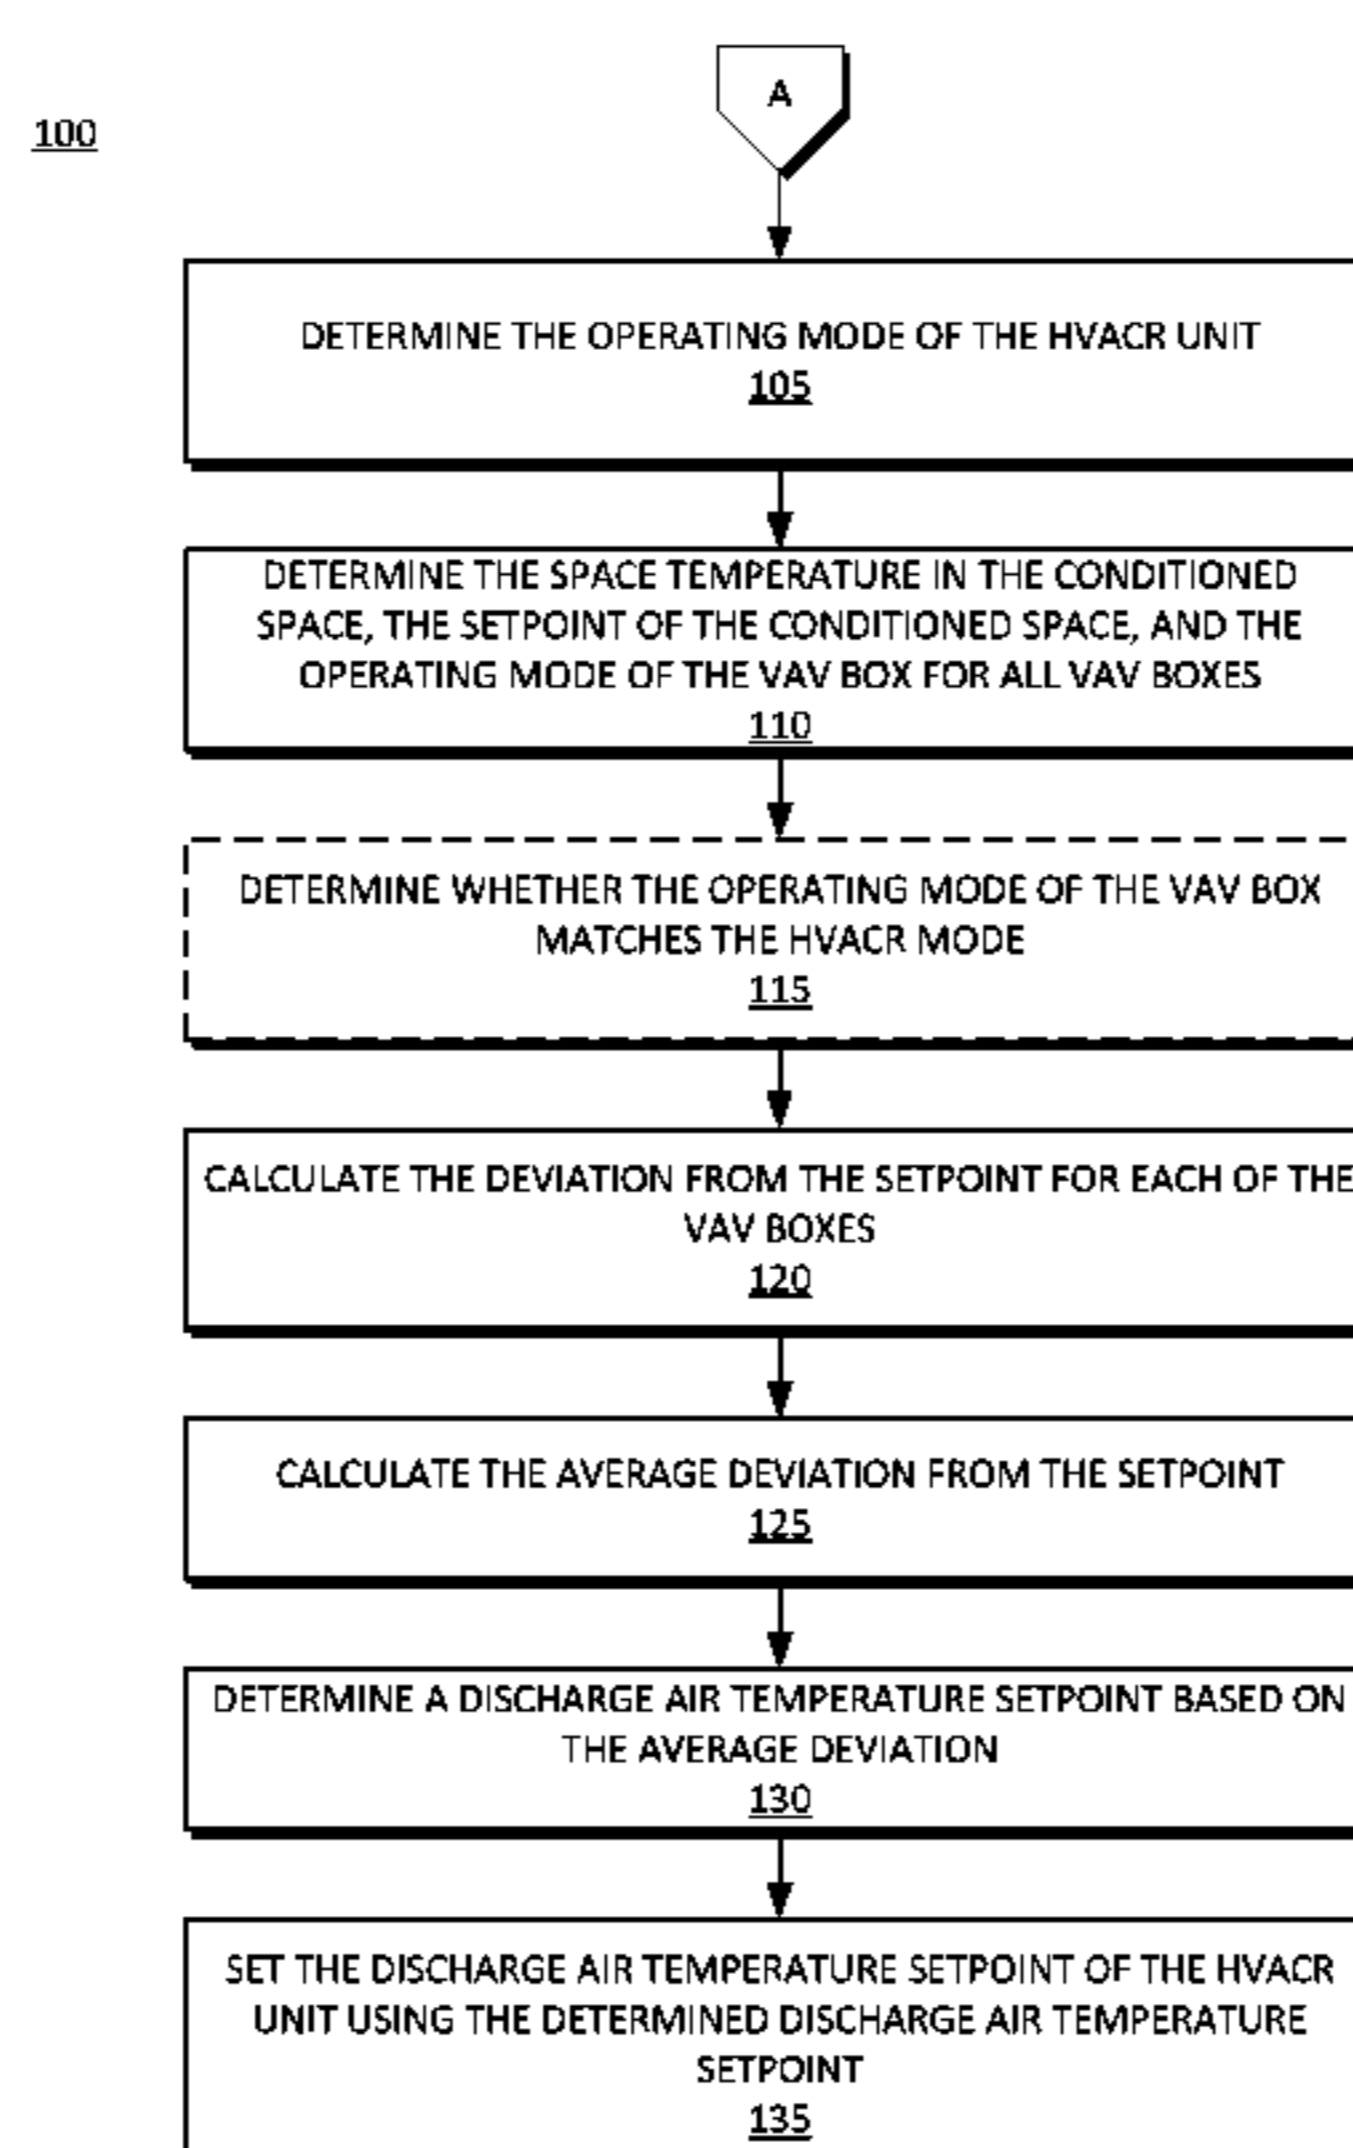 A
100
DETERMINE THE OPERATING MODE OF THE HVACR UNIT
105
DETERMINE THE SPACE TEMPERATURE IN THE CONDITIONED
SPACE, THE SETPOINT OF THE CONDITIONED SPACE, AND THE
OPERATING MODE OF THE VAV BOX FOR ALL VAV BOXES
110
DETERMINE WHETHER THE OPERATING MODE OF THE VAV BOX
MATCHES THE HVACR MODE
115
CALCULATE THE DEVIATION FROM THE SETPOINT FOR EACH OF THE
VAV BOXES
120
CALCULATE THE AVERAGE DEVIATION FROM THE SETPOINT
125
DETERMINE A DISCHARGE AIR TEMPERATURE SETPOINT BASED ON
THE AVERAGE DEVIATION
130
SET THE DISCHARGE AIR TEMPERATURE SETPOINT OF THE HVACR
UNIT USING THE DETERMINED DISCHARGE AIR TEMPERATURE
SETPOINT
135